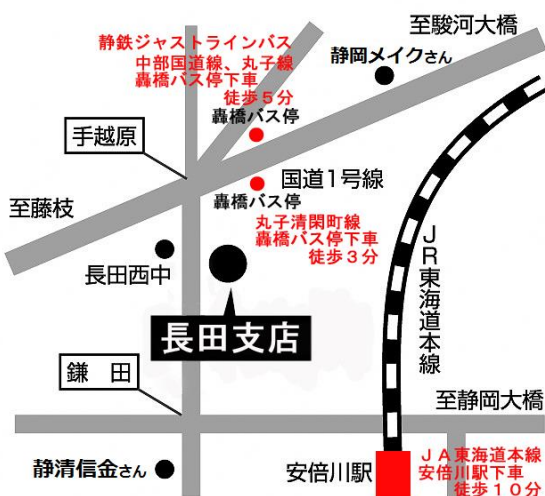 至駿河大橋
静鉄ジャストラインバス
中部国道線、丸子線
轟橋バス停下車
徒歩５分
静岡メイクさん
轟橋バス停
手越原
国道1号線
轟橋バス停
至藤枝
丸子清閑町線
轟橋バス停下車
徒歩３分
長田西中
ＪＲ東海道本線
長田支店
鎌田
至静岡大橋
静清信金さん
安倍川駅
ＪＡ東海道本線
安倍川駅下車
徒歩１０分